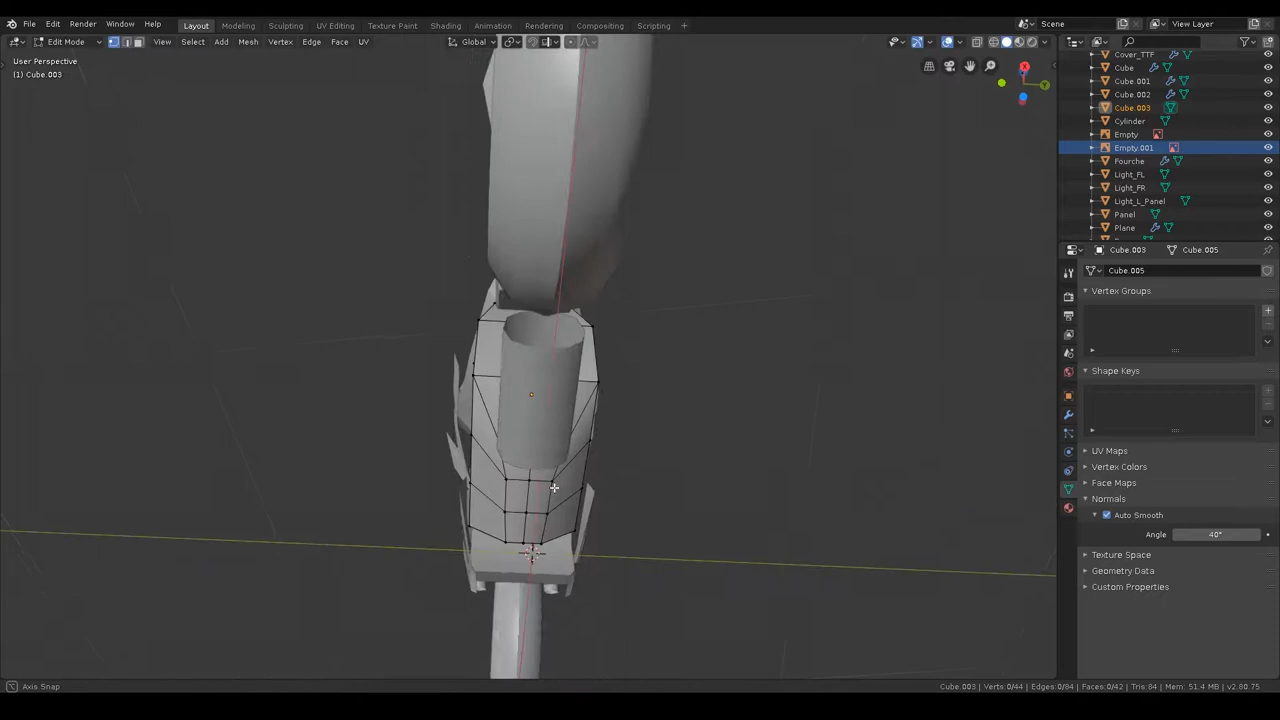 File Edit Render Window Help Layout Modeling Sculpting UV Editing Texture Paint Shading Animation Rendering Compositing Scripting + Scene View Layer
Edit Mode View Select Add Mesh Vertex Edge Face UV Global
User Perspective
(1) Cube.003
X
Y
Cover_TTF
Cube
Cube.001
Cube.002
Cube.003
Cylinder
Empty
Empty.001
Fourche
Light_FL
Light_FR
Light_L_Panel
Panel
Plane
Cube.003 Cube.005
Cube.005
Vertex Groups
Shape Keys
UV Maps
Vertex Colors
Face Maps
Normals
Auto Smooth
Angle 40°
Texture Space
Geometry Data
Custom Properties
Axis Snap
Cube.003 | Verts:0/44 | Edges:0/84 | Faces:0/42 | Tris:84 | Mem: 51.4 MB | v2.80.75